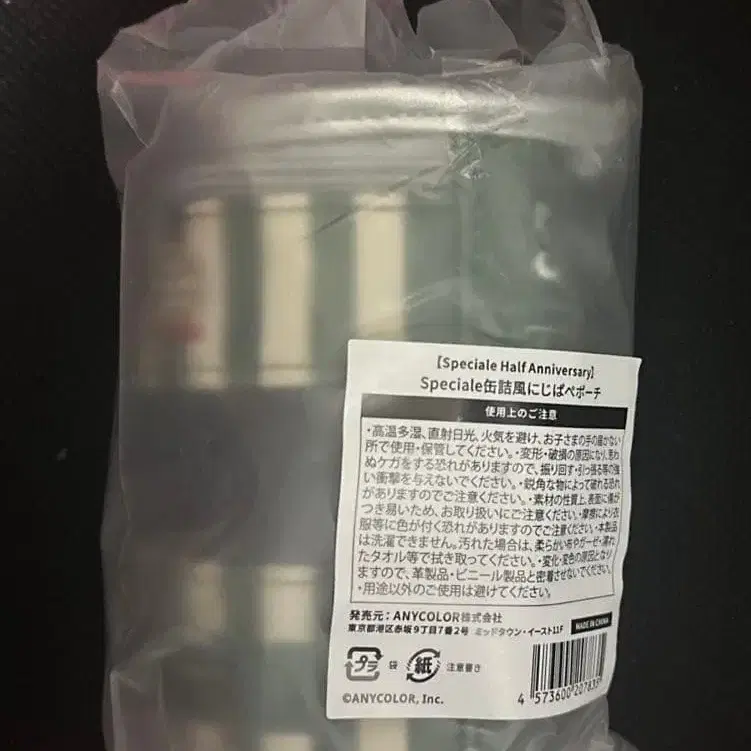 【Speciale Half Anniversary】
Speciale缶詰風にじぱぺポーチ
使用上のご注意
・高温多湿、直射日光、火気を避け、お子さまの手の届かない
所で使用・保管してください。・変形・破損の原因になり、思わ
ぬケガをする恐れがありますので、振り回す・引っ張る等の強
い衝撃を与えないでください。・鋭角な物によって破れる恐れ
がありますのでご注意ください。・素材の性質上、表面に傷が
つき易いため、お取り扱いにご注意ください。・摩擦により衣
服等に色が付く恐れがありますのでご注意ください。・本製品
は洗濯できません。汚れた場合は、柔らかい布やガーゼ・濡れ
たタオル等で拭き取ってください。・変化・変色の原因となり
ますので、革製品・ビニール製品と密着させないでください。
・用途以外のご使用は避けてください。
発売元：ANYCOLOR株式会社
東京都港区赤坂9丁目7番2号 ミッドタウン・イースト11F
MADE IN CHINA
プラ 袋 紙 注意書き
©ANYCOLOR, Inc.
4 573600 207839